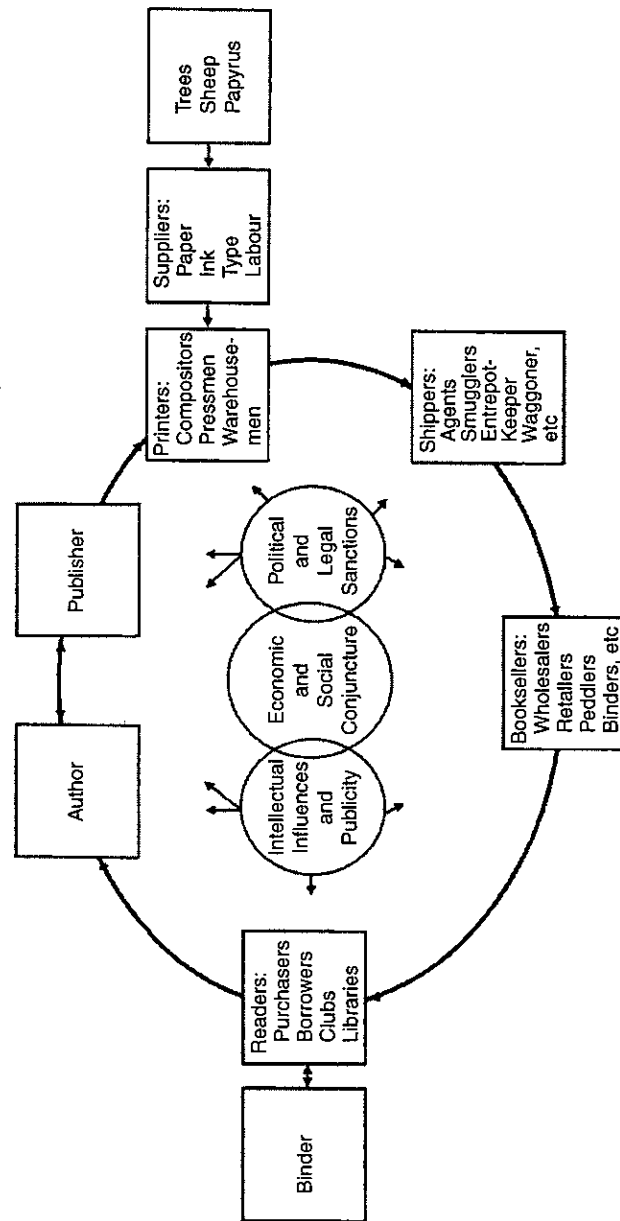 Author
Publisher
Printers:
Compositors
Pressmen
Warehouse-
men
Suppliers:
Paper
Ink
Type
Labour
Trees
Sheep
Papyrus
Intellectual
Influences
and
Publicity
Economic
and
Social
Conjuncture
Political
and
Legal
Sanctions
Binder
Readers:
Purchasers
Borrowers
Clubs
Libraries
Shippers:
Agents
Smugglers
Entrepot-
Keeper
Waggoner,
etc
Booksellers:
Wholesalers
Retailers
Peddlers
Binders, etc